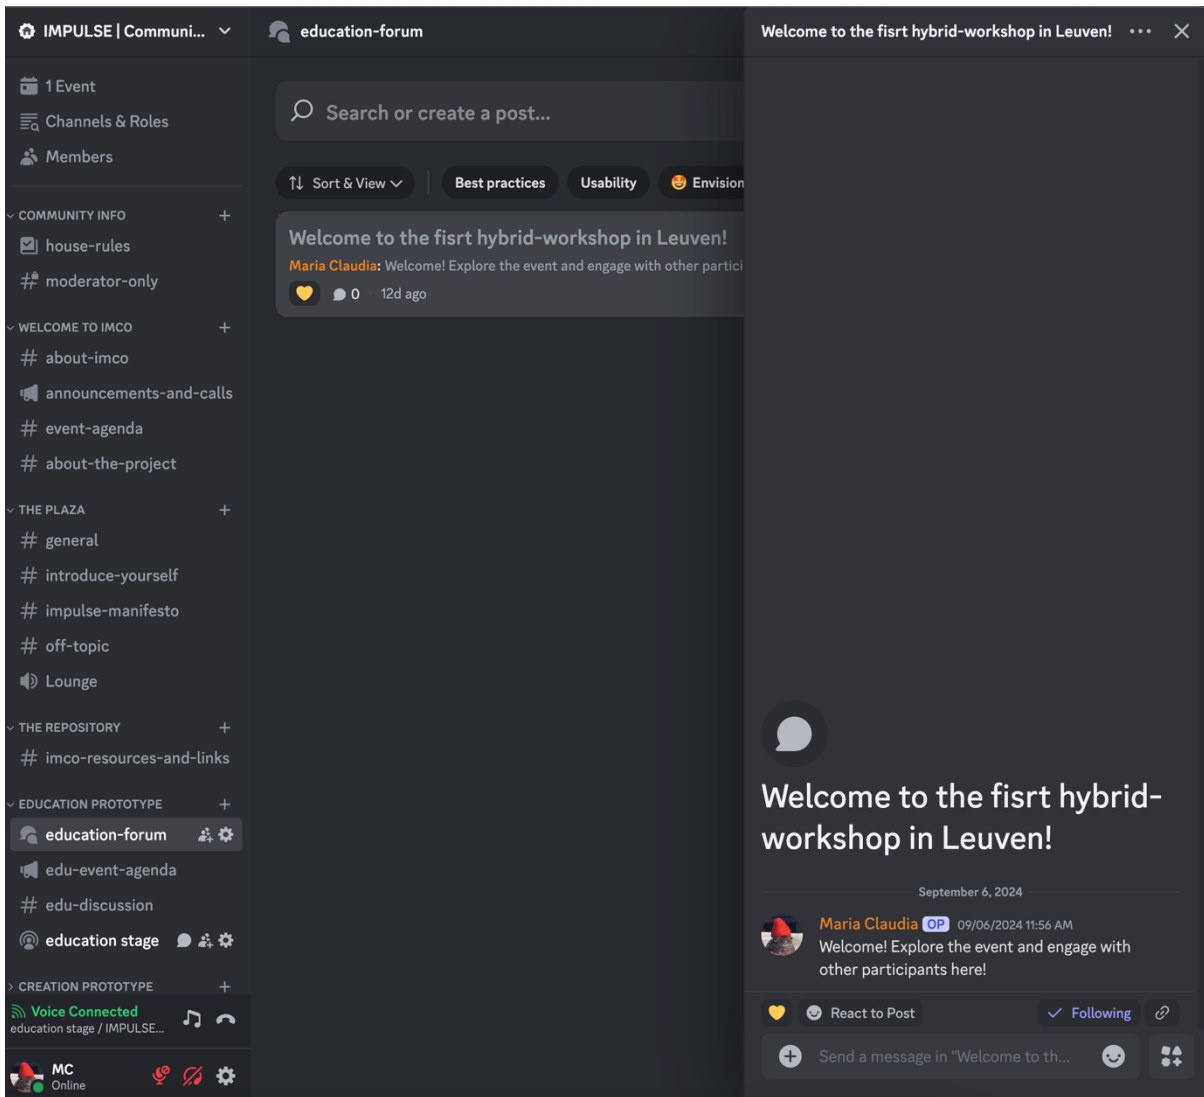 IMPULSE | Communi...
1 Event
Channels & Roles
Members
COMMUNITY INFO
house-rules
moderator-only
WELCOME TO IMCO
about-imco
announcements-and-calls
event-agenda
about-the-project
THE PLAZA
general
introduce-yourself
impulse-manifesto
off-topic
Lounge
THE REPOSITORY
imco-resources-and-links
EDUCATION PROTOTYPE
education-forum
edu-event-agenda
edu-discussion
education stage
CREATION PROTOTYPE
Voice Connected
education stage / IMPULSE...
MC
Online
education-forum
Search or create a post...
Sort & View
Best practices
Usability
Envision
Welcome to the fisrt hybrid-workshop in Leuven!
Maria Claudia: Welcome! Explore the event and engage with other partici
0 · 12d ago
Welcome to the fisrt hybrid-workshop in Leuven!
Welcome to the fisrt hybrid-
workshop in Leuven!
September 6, 2024
Maria Claudia OP 09/06/2024 11:56 AM
Welcome! Explore the event and engage with
other participants here!
React to Post
Following
Send a message in "Welcome to th...